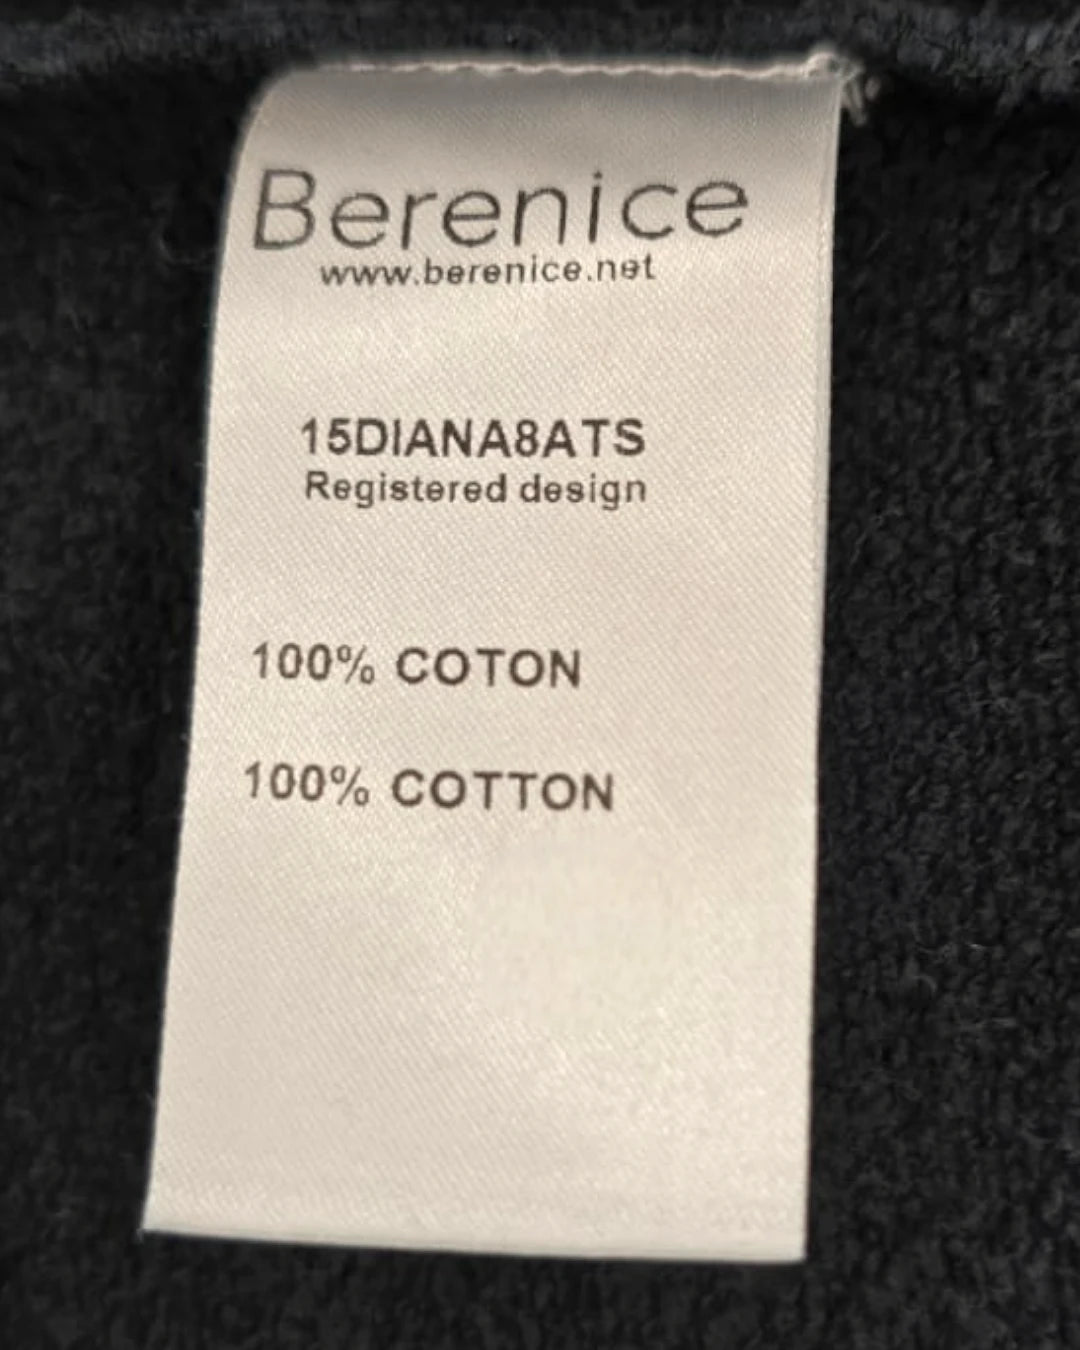 Berenice
www.berenice.net
15DIANA8ATS
Registered design
100% COTON
100% COTTON